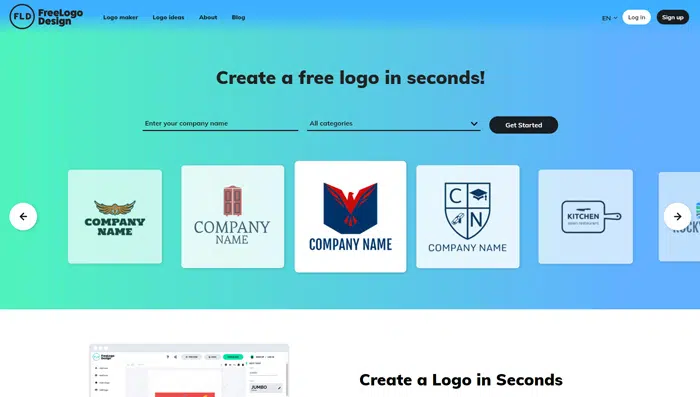 FLD
FreeLogo
Design
Logo maker
Logo ideas
About
Blog
EN
Log in
Sign up
Create a free logo in seconds!
Enter your company name
All categories
Get Started
COMPANY
NAME
COMPANY
NAME
COMPANY NAME
C
N
COMPANY NAME
KITCHEN
FreeLogo
Design
JUMBO
Create a Logo in Seconds